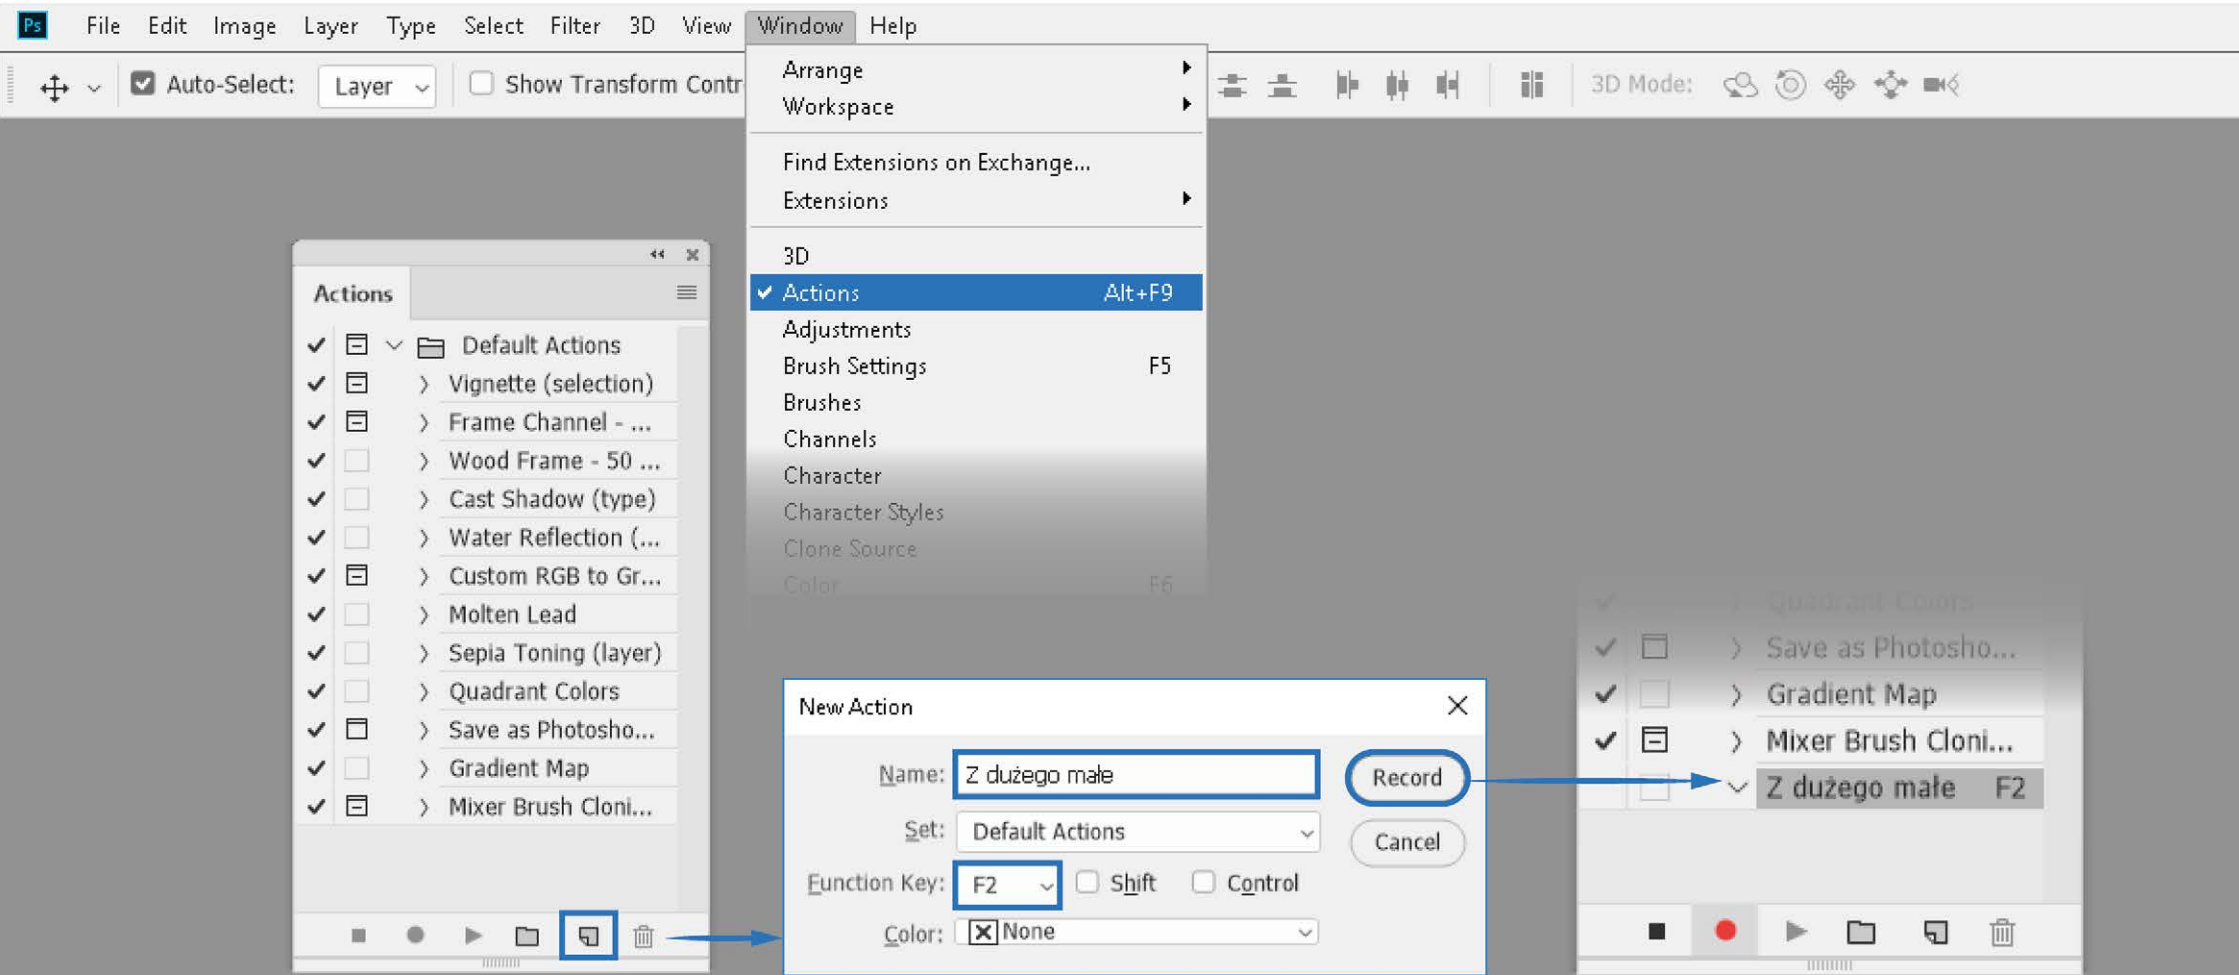 Ps File Edit Image Layer Type Select Filter 3D View Window Help
Auto-Select: Layer Show Transform Contr
3D Mode:
Arrange
Workspace
Find Extensions on Exchange...
Extensions
3D
Actions Alt+F9
Adjustments
Brush Settings F5
Brushes
Channels
Character
Character Styles
Clone Source
Color F6
Actions
Default Actions
Vignette (selection)
Frame Channel - ...
Wood Frame - 50 ...
Cast Shadow (type)
Water Reflection (...
Custom RGB to Gr...
Molten Lead
Sepia Toning (layer)
Quadrant Colors
Save as Photosho...
Gradient Map
Mixer Brush Cloni...
New Action
Name: Z dużego małe
Record
Set: Default Actions
Cancel
Function Key: F2 Shift Control
Color: None
Quadrant Colors
Save as Photosho...
Gradient Map
Mixer Brush Cloni...
Z dużego małe F2